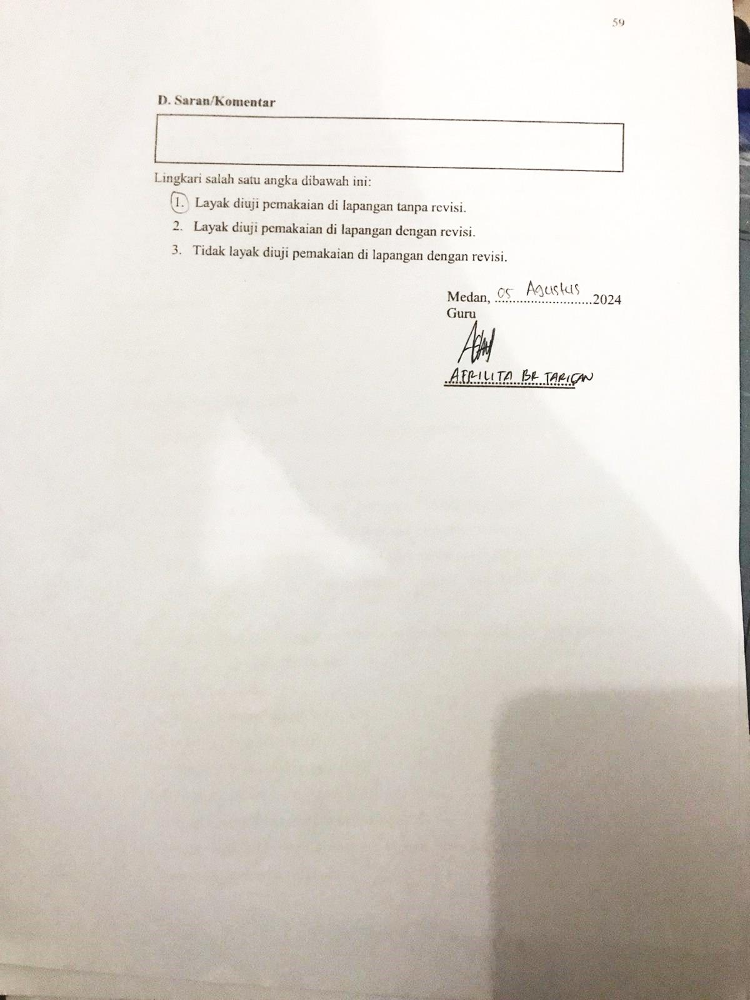 59
D. Saran/Komentar
Lingkari salah satu angka dibawah ini:
1. Layak diuji pemakaian di lapangan tanpa revisi.
2. Layak diuji pemakaian di lapangan dengan revisi.
3. Tidak layak diuji pemakaian di lapangan dengan revisi.
Medan, 05 Agustus 2024
Guru
AFRILITA BR TARIGAN